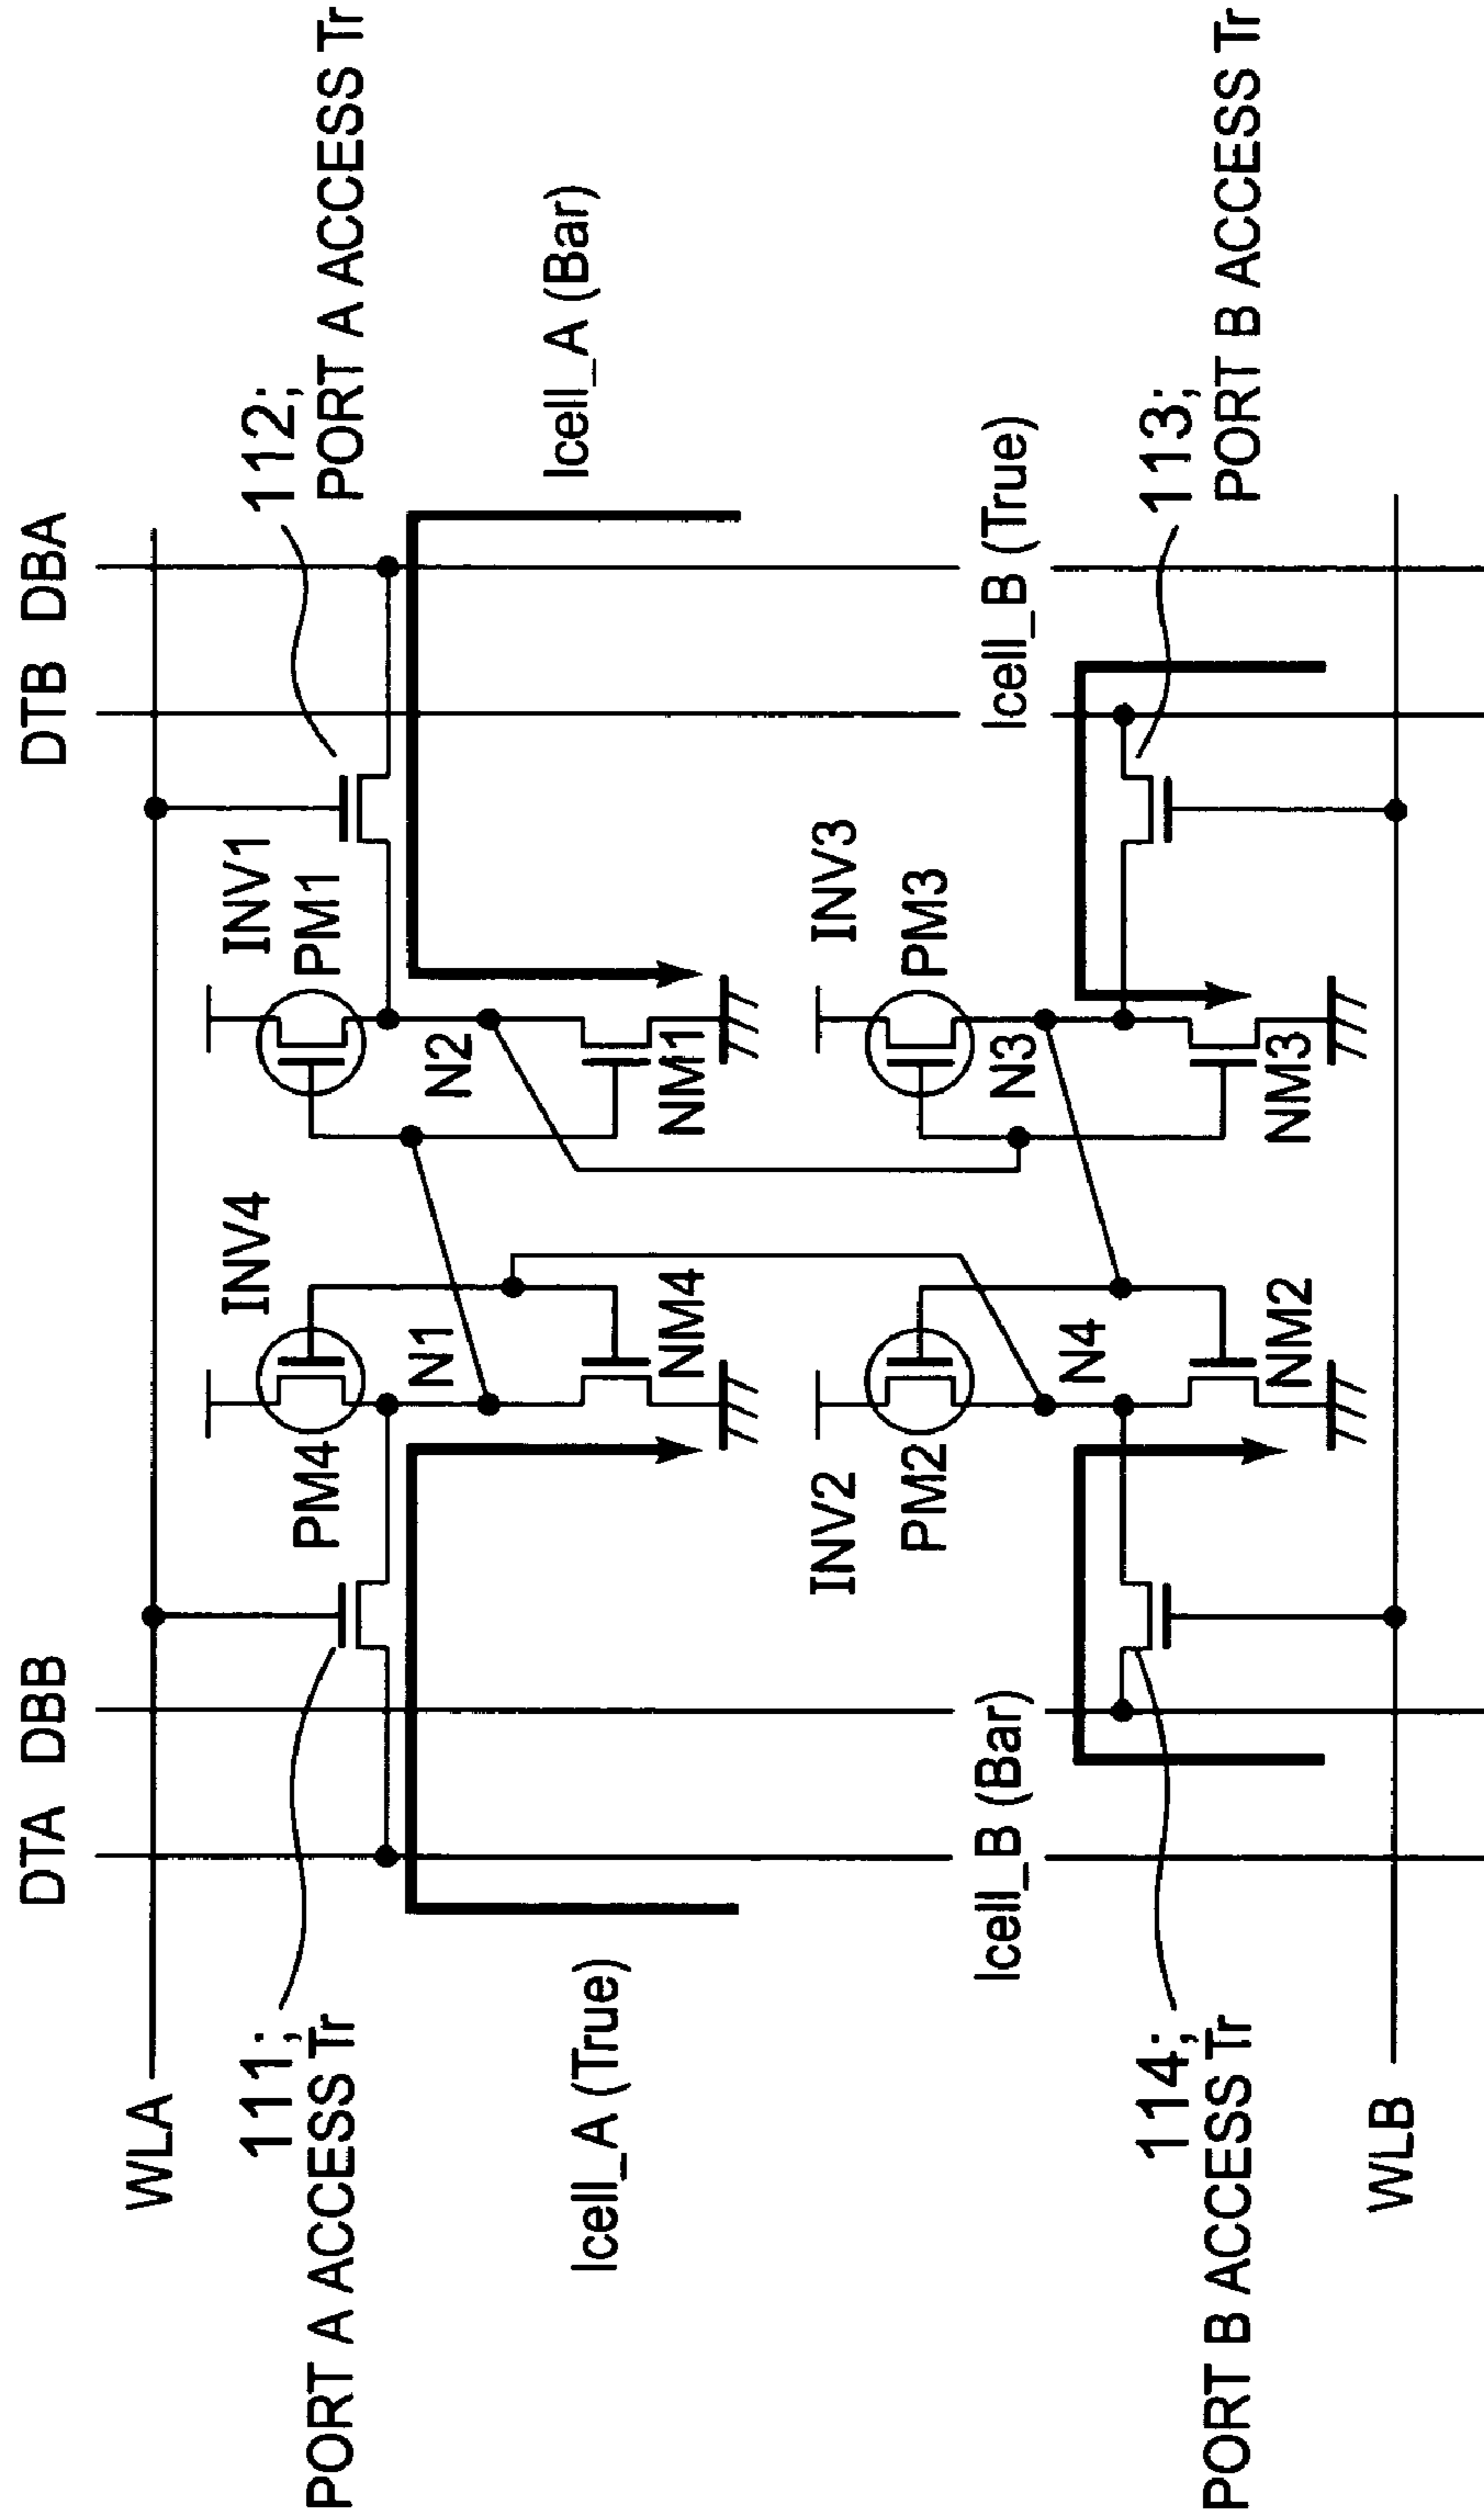 DTA DBB
DTB DBA
WLA
111;
PORT A ACCESS Tr
INV4
INV1
112;
PORT A ACCESS Tr
PM4
PM1
N1
N2
Icell_A (True)
NM4
NM1
Icell_A (Bar)
INV2
INV3
PM2
PM3
Icell_B (Bar)
N4
N3
Icell_B (True)
114;
PORT B ACCESS Tr
NM2
NM3
113;
PORT B ACCESS Tr
WLB